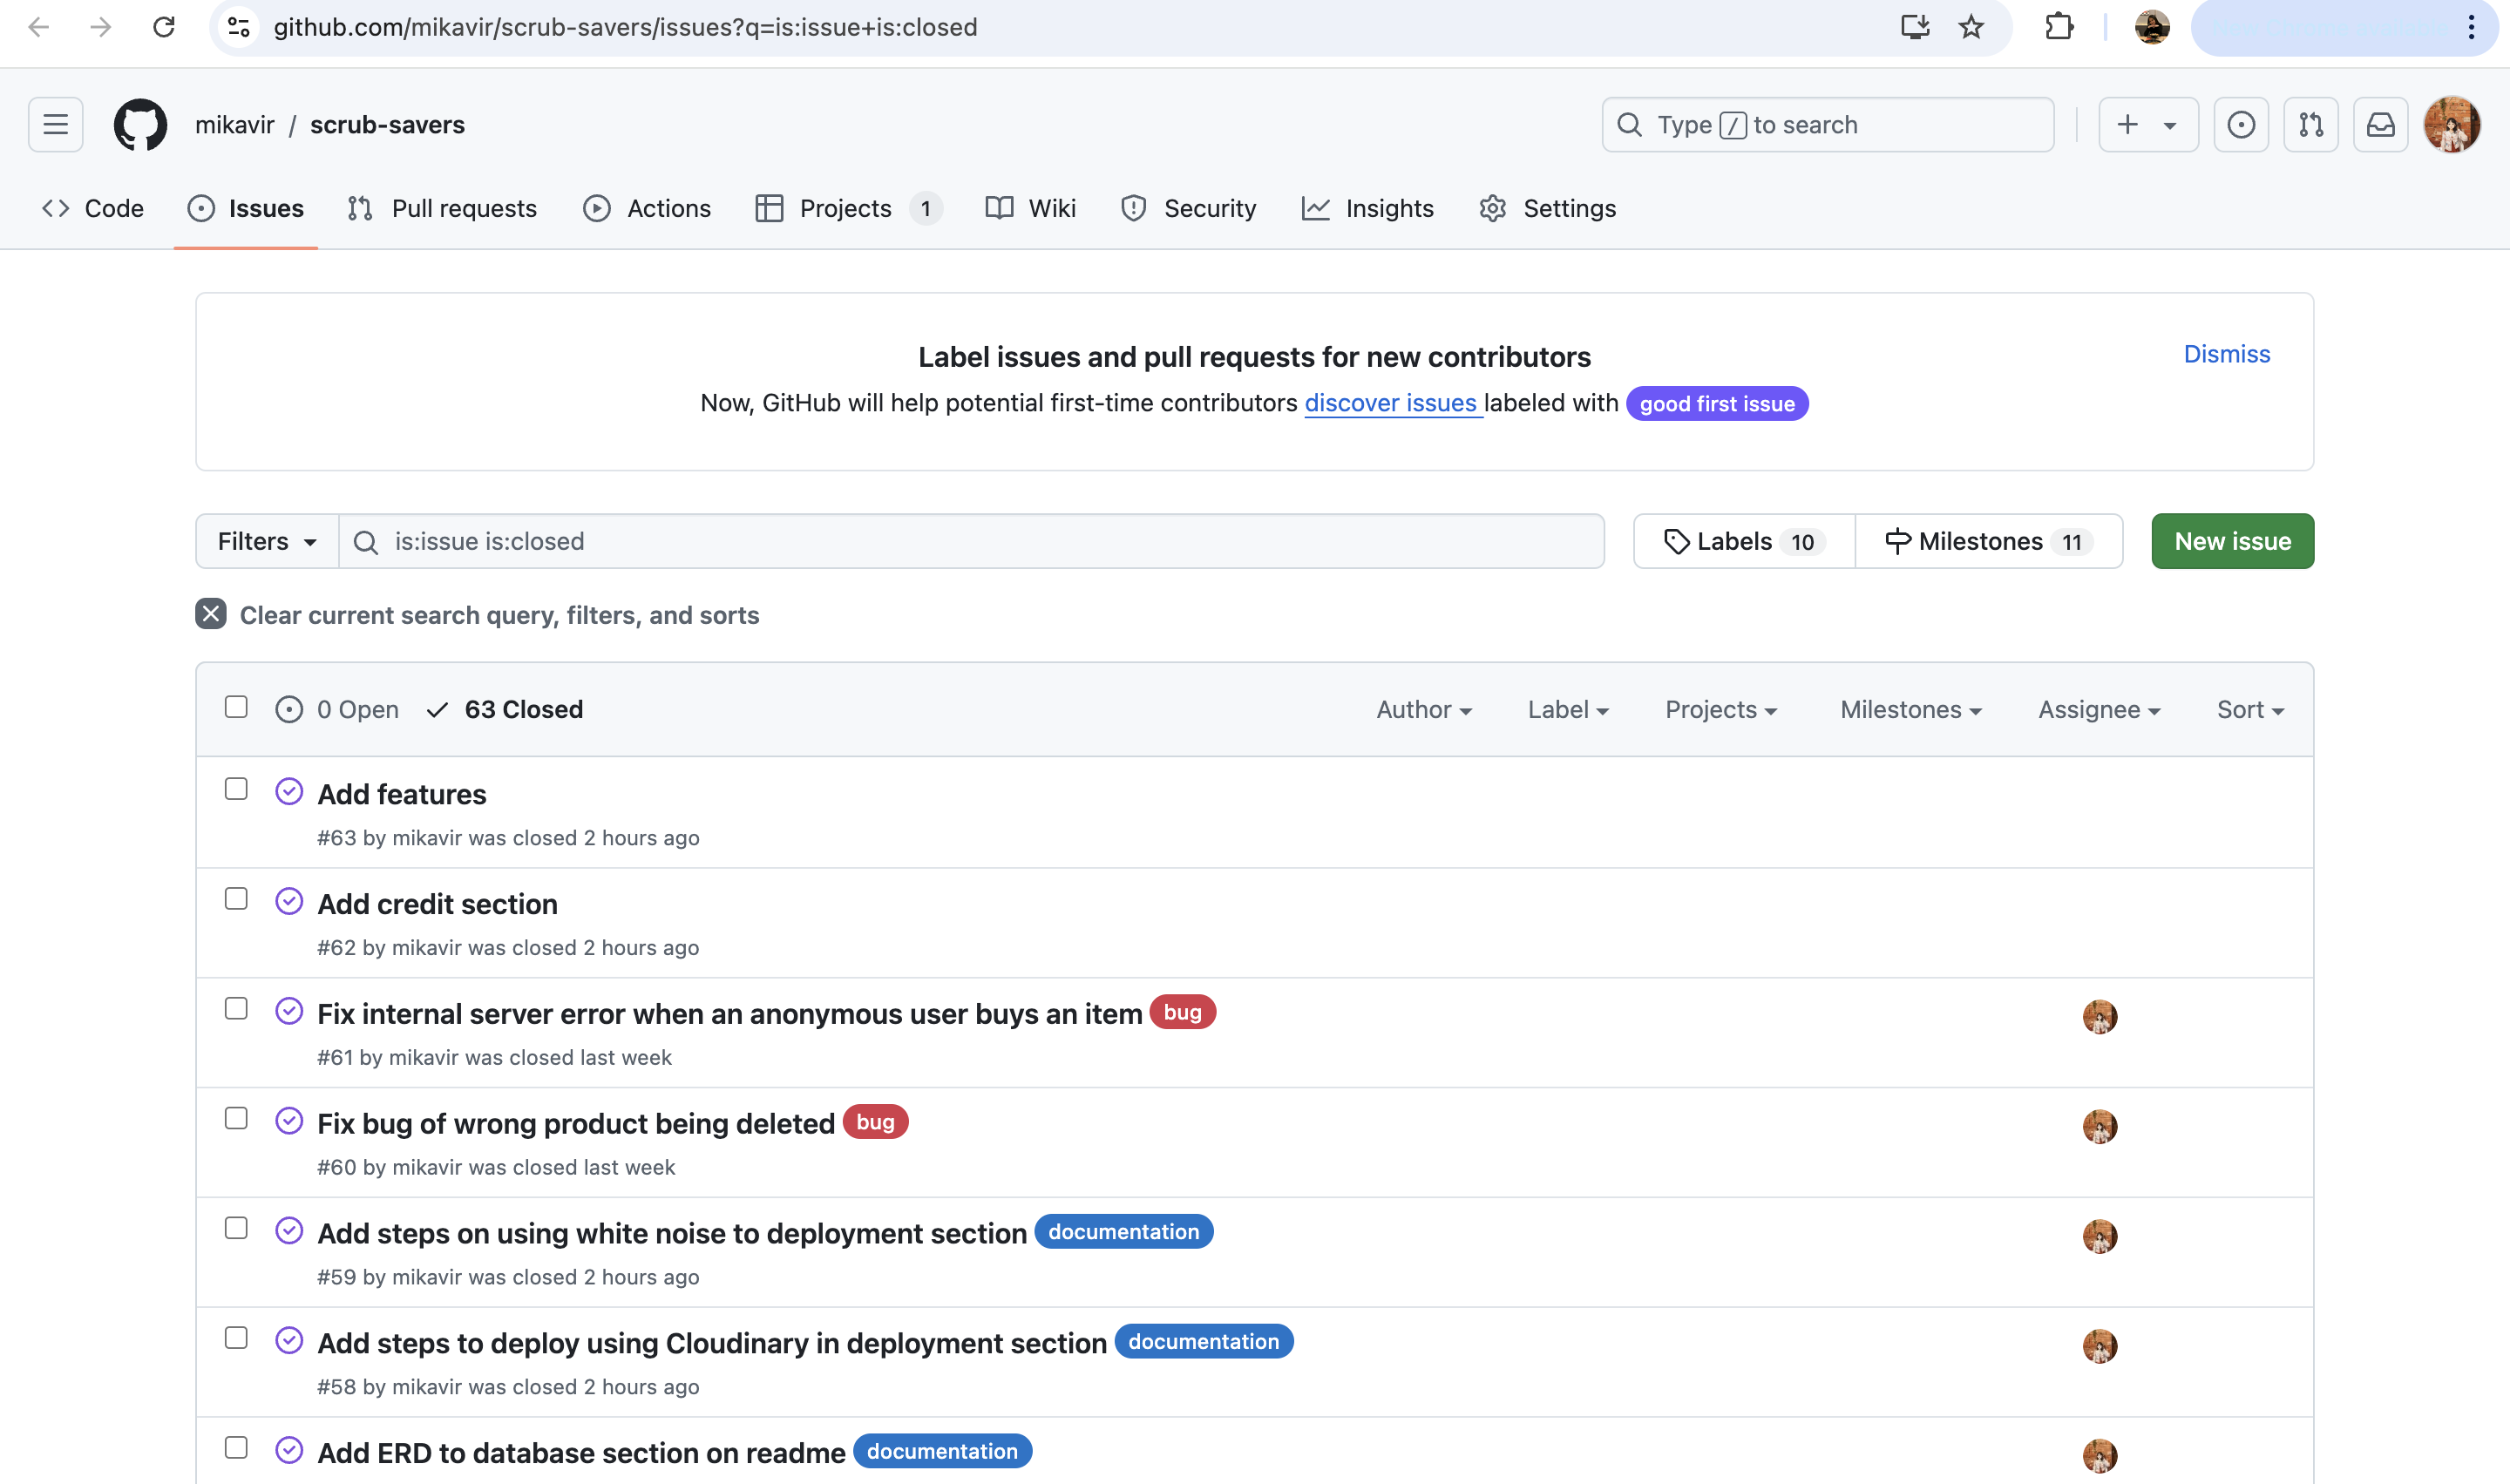 github.com/mikavir/scrub-savers/issues?q=is:issue+is:closed
mikavir / scrub-savers
Type / to search
Code Issues Pull requests Actions Projects 1 Wiki Security Insights Settings
Label issues and pull requests for new contributors
Dismiss
Now, GitHub will help potential first-time contributors discover issues labeled with good first issue
Filters is:issue is:closed Labels 10 Milestones 11 New issue
Clear current search query, filters, and sorts
0 Open 63 Closed Author Label Projects Milestones Assignee Sort
Add features
#63 by mikavir was closed 2 hours ago
Add credit section
#62 by mikavir was closed 2 hours ago
Fix internal server error when an anonymous user buys an item bug
#61 by mikavir was closed last week
Fix bug of wrong product being deleted bug
#60 by mikavir was closed last week
Add steps on using white noise to deployment section documentation
#59 by mikavir was closed 2 hours ago
Add steps to deploy using Cloudinary in deployment section documentation
#58 by mikavir was closed 2 hours ago
Add ERD to database section on readme documentation